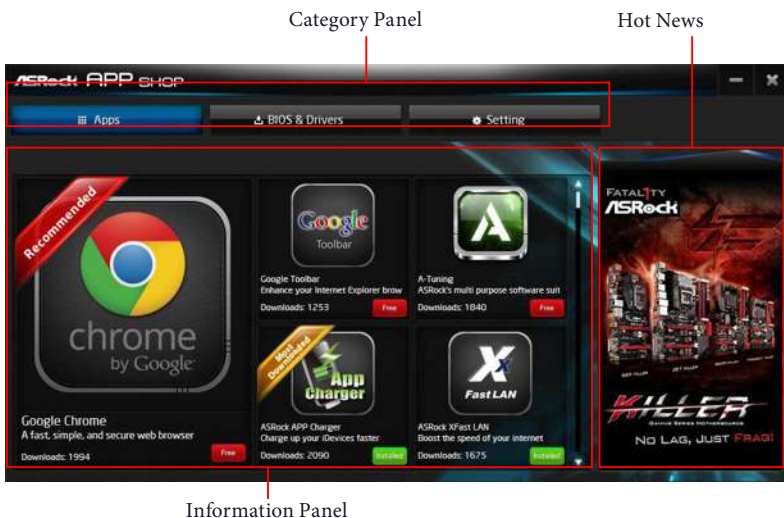 Category Panel
Hot News
ASRock APP SHOP
Apps
BIOS & Drivers
Setting
Recommended
chrome
by Google
Google Chrome
A fast, simple, and secure web browser
Downloads: 1994
Free
Google
Toolbar
Google Toolbar
Enhance your Internet Explorer brow
Downloads: 1253
Free
A-Tuning
ASRock's multi purpose software suit
Downloads: 1840
Free
Most
Downloaded
App
Charger
ASRock APP Charger
Charge up your iDevices faster
Downloads: 2090
Installed
X
Fast LAN
ASRock XFast LAN
Boost the speed of your internet
Downloads: 1675
Installed
FATAL1TY
ASRock
KILLER
GAMING SERIES MOTHERBOARDS
NO LAG, JUST FRAG!
Information Panel